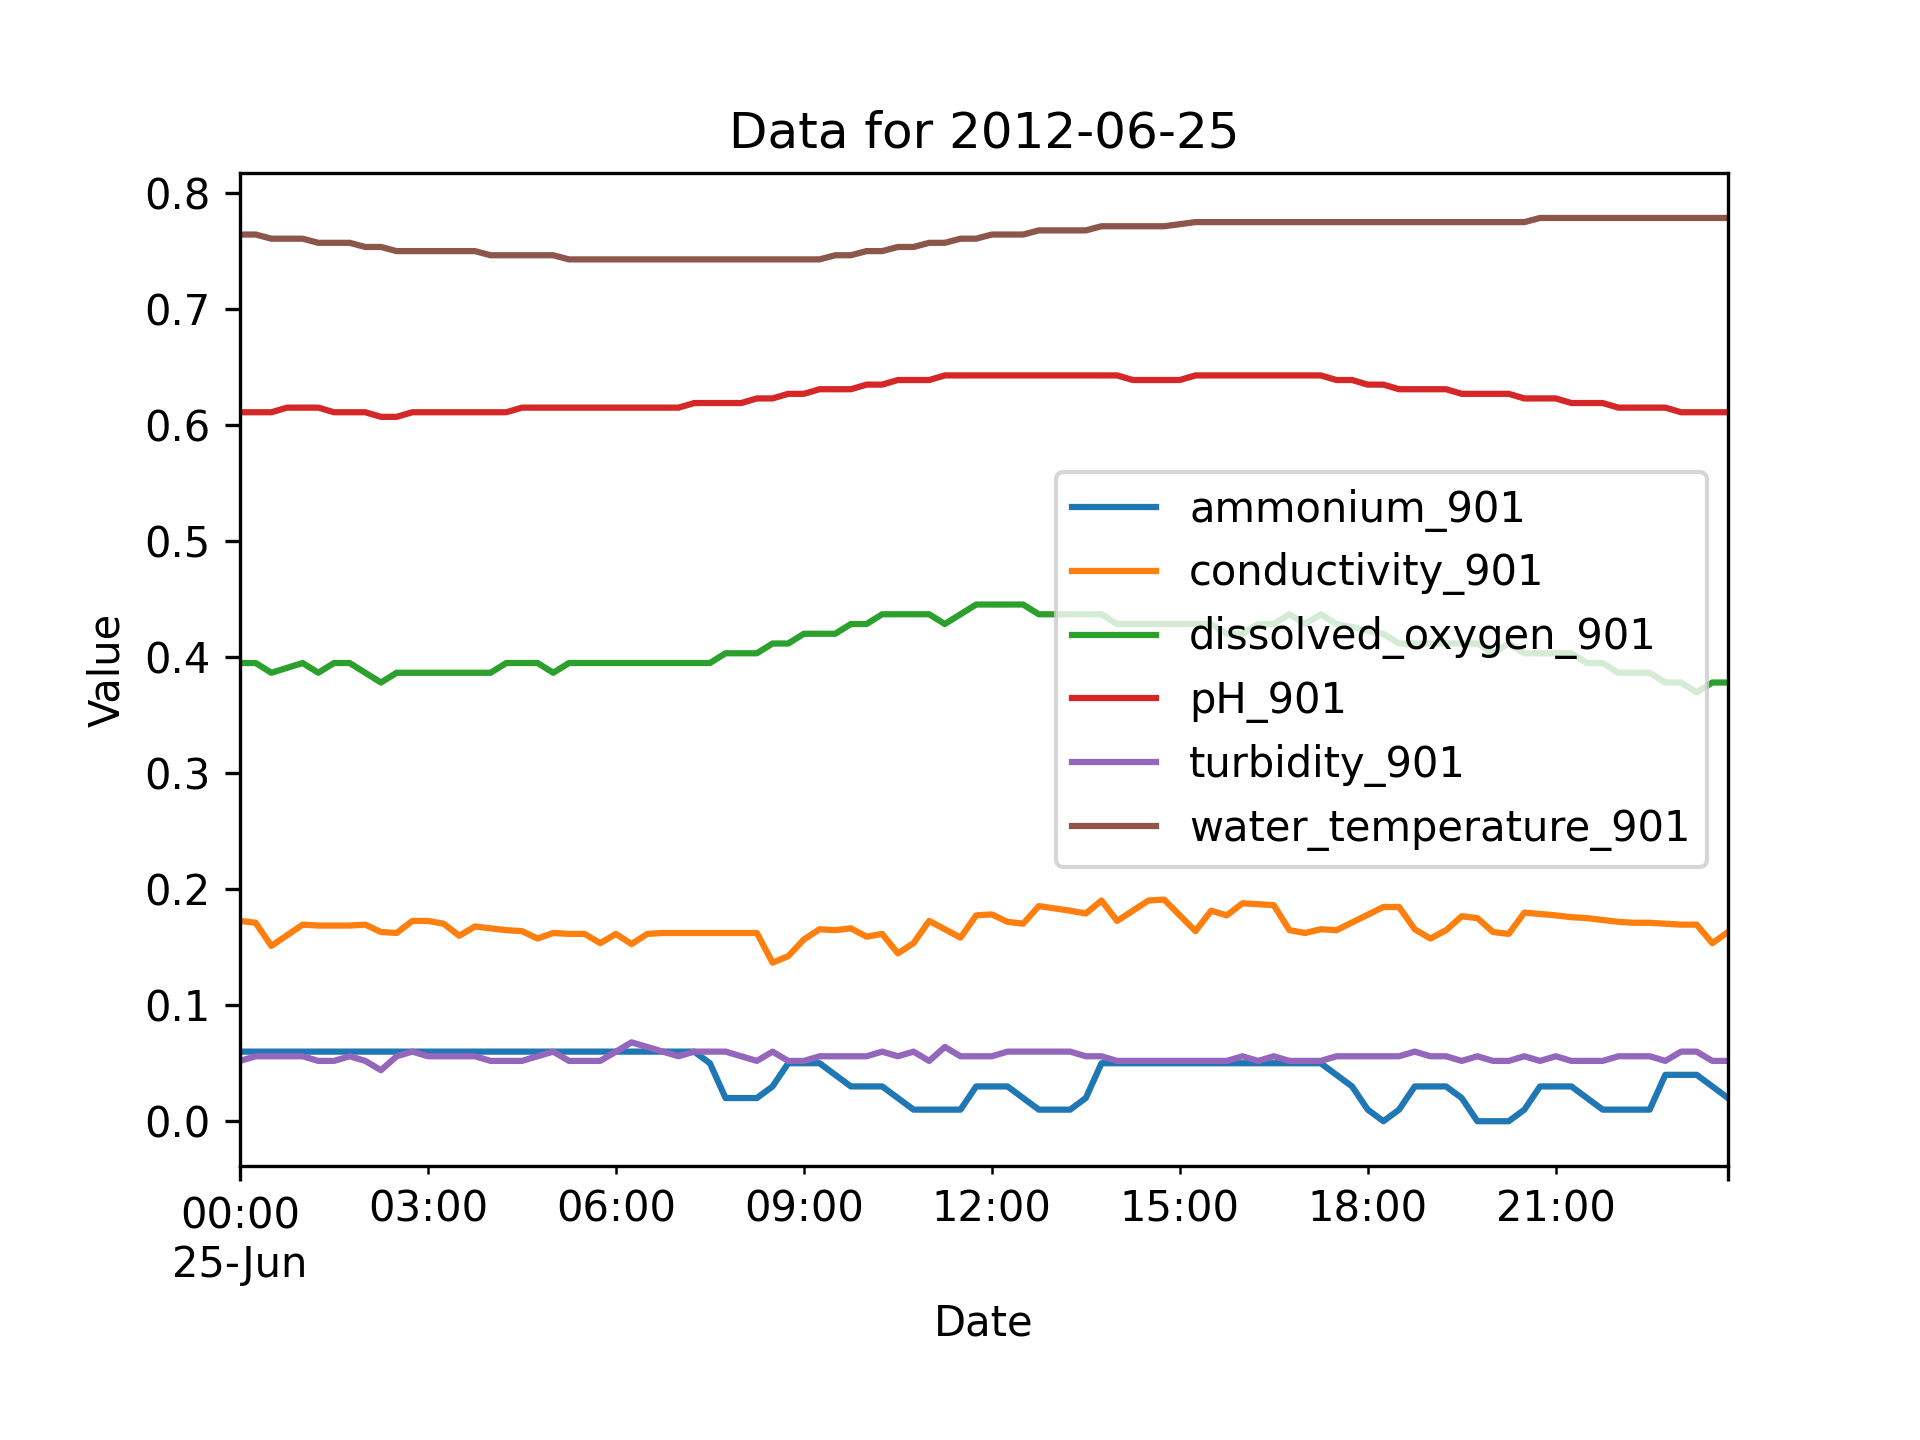 Data for 2012-06-25
0.8
0.7
0.6
0.5
0.4
0.3
0.2
0.1
0.0
Value
ammonium_901
conductivity_901
dissolved_oxygen_901
pH_901
turbidity_901
water_temperature_901
00:00 03:00 06:00 09:00 12:00 15:00 18:00 21:00
25-Jun
Date